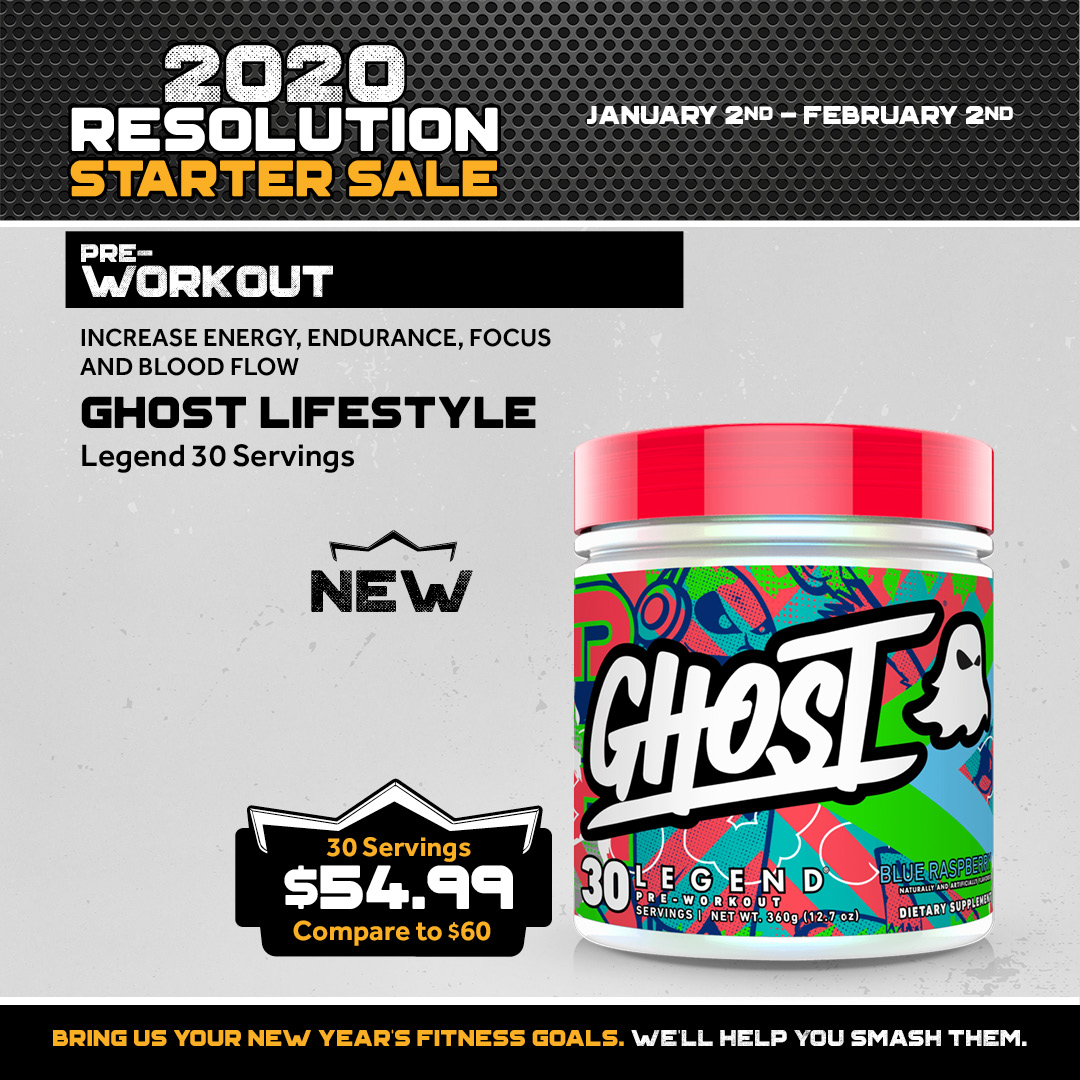 2020
RESOLUTION
STARTER SALE
JANUARY 2ND – FEBRUARY 2ND
PRE-
WORKOUT
INCREASE ENERGY, ENDURANCE, FOCUS
AND BLOOD FLOW
GHOST LIFESTYLE
Legend 30 Servings
NEW
30 Servings
$54.99
Compare to $60
GHOST
30 LEGEND
PRE-WORKOUT
SERVINGS | NET WT. 360g (12.7 oz)
BLUE RASPBERR
NATURALLY AND ARTIFICIALLY FLAVORED
DIETARY SUPPLEMENT
BRING US YOUR NEW YEAR'S FITNESS GOALS. WE'LL HELP YOU SMASH THEM.